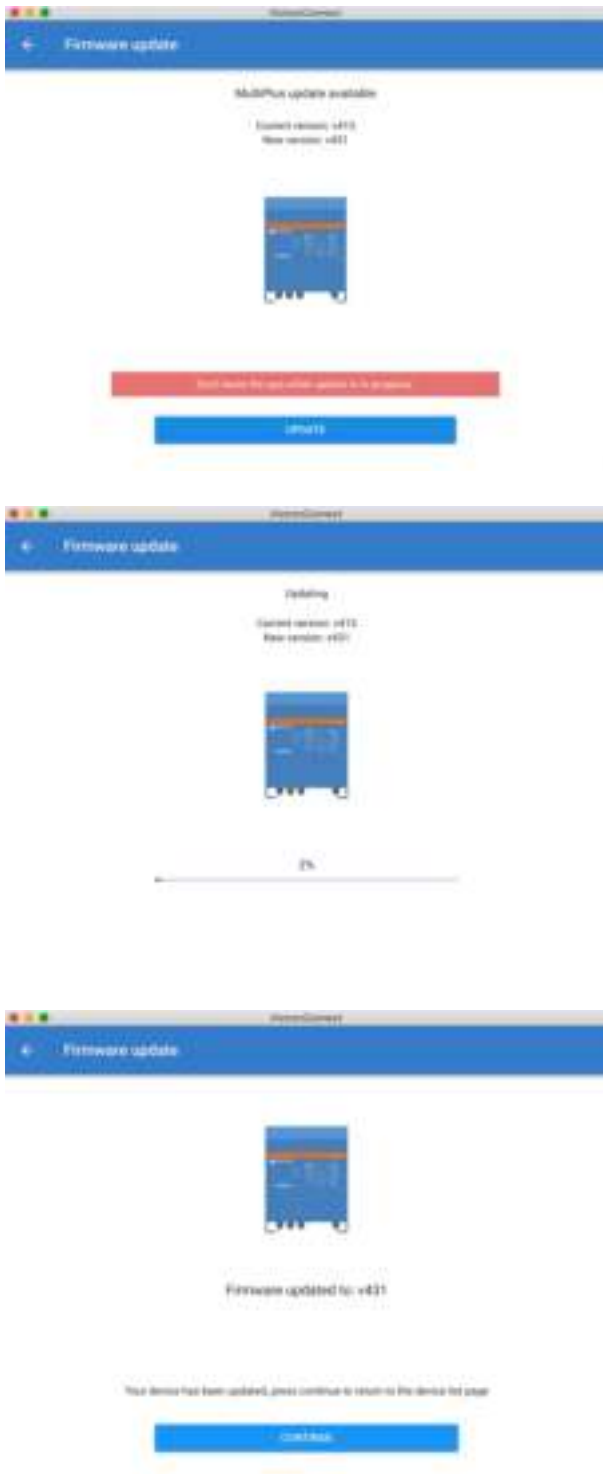 VictronConnect
Firmware update
MultiPlus update available
Current version: v413
New version: v431
Don't leave the app while update is in progress
UPDATE
VictronConnect
Firmware update
Updating
Current version: v413
New version: v431
2%
VictronConnect
Firmware update
Firmware updated to: v431
Your device has been updated, press continue to return to the device list page
CONTINUE